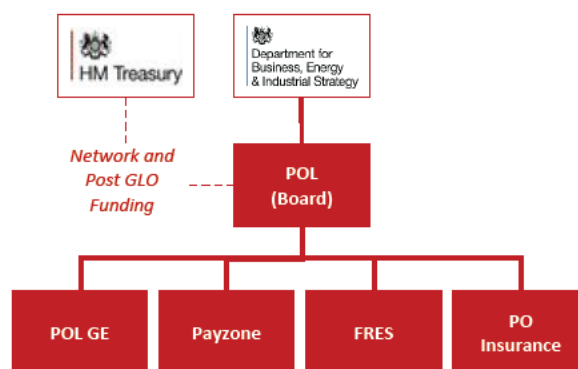 HM Treasury
Department for
Business, Energy
& Industrial Strategy
Network and
Post GLO
Funding
POL
(Board)
POL GE
Payzone
FRES
PO
Insurance